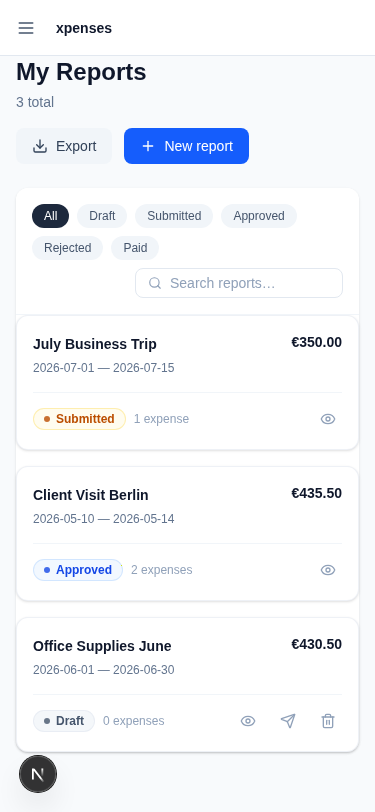 xpenses
My Reports
3 total
Export New report
All Draft Submitted Approved
Rejected Paid
Search reports…
July Business Trip €350.00
2026-07-01 — 2026-07-15
Submitted 1 expense
Client Visit Berlin €435.50
2026-05-10 — 2026-05-14
Approved 2 expenses
Office Supplies June €430.50
2026-06-01 — 2026-06-30
Draft 0 expenses
N